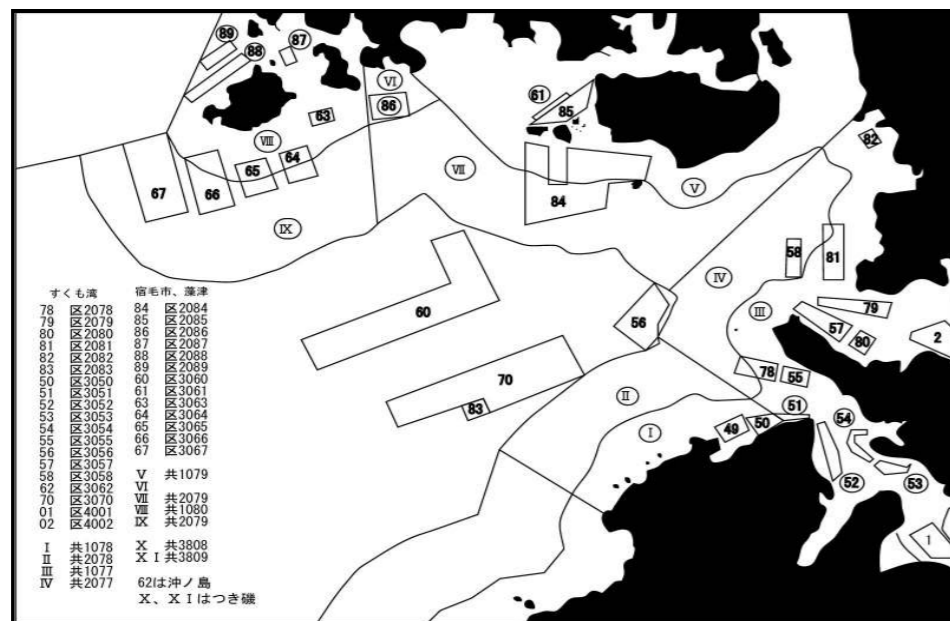 89
87
88
Ⅵ
86
61
85
63
Ⅷ
82
64
65
Ⅶ
66
67
Ⅴ
84
Ⅸ
58
81
Ⅳ
60
79
Ⅲ
56
57
80
2
70
78
55
83
Ⅱ
51
50
49
Ⅰ
54
52
53
1
すくも湾
78 区2078
79 区2079
80 区2080
81 区2081
82 区2082
83 区2083
50 区3050
51 区3051
52 区3052
53 区3053
54 区3054
55 区3055
56 区3056
57 区3057
58 区3058
62 区3062
70 区3070
01 区4001
02 区4002
Ⅰ 共1078
Ⅱ 共2078
Ⅲ 共1077
Ⅳ 共2077
宿毛市、藻津
84 区2084
85 区2085
86 区2086
87 区2087
88 区2088
89 区2089
60 区3060
61 区3061
63 区3063
64 区3064
65 区3065
66 区3066
67 区3067
Ⅴ 共1079
Ⅵ
Ⅶ 共2079
Ⅷ 共1080
Ⅸ 共2079
Ⅹ 共3808
ⅩⅠ 共3809
62は沖ノ島
Ⅹ、ⅩⅠはつき磯